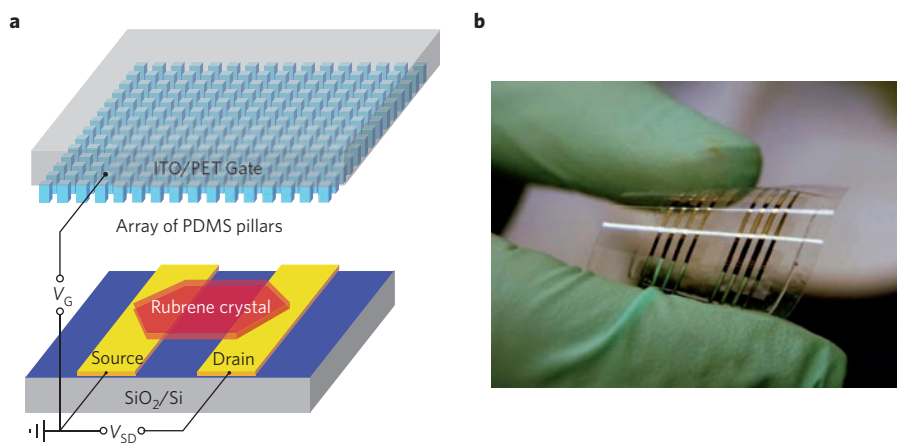 a
b
ITO/PET Gate
Array of PDMS pillars
V_G
Rubrene crystal
Source
Drain
SiO₂/Si
V_SD